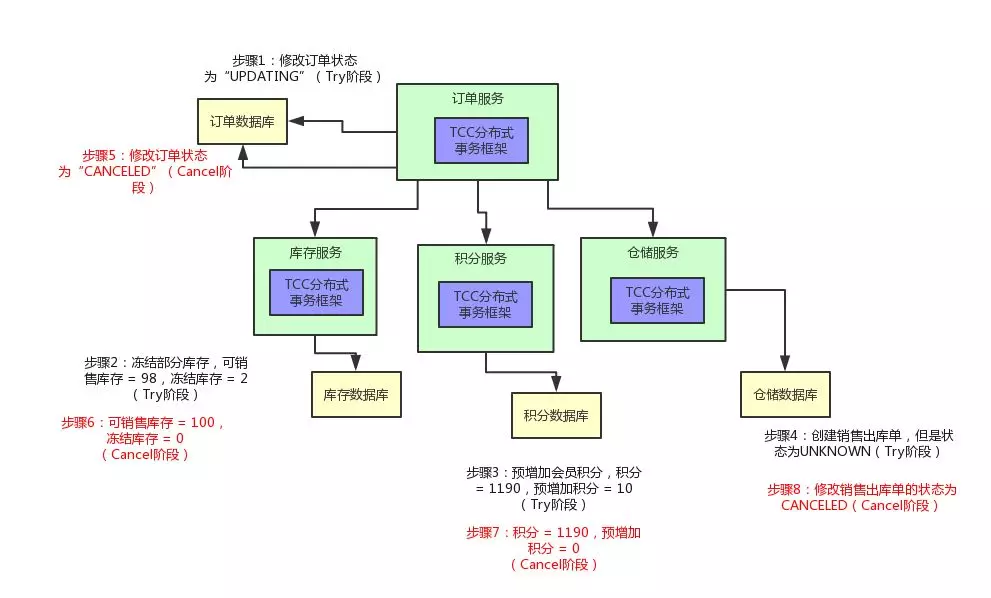 步骤1：修改订单状态
为“UPDATING”（Try阶段）
订单服务
订单数据库
TCC分布式
事务框架
步骤5：修改订单状态
为“CANCELED”（Cancel阶
段）
库存服务
TCC分布式
事务框架
积分服务
TCC分布式
事务框架
仓储服务
TCC分布式
事务框架
步骤2：冻结部分库存，可销
售库存 = 98，冻结库存 = 2
（Try阶段）
库存数据库
步骤6：可销售库存 = 100，
冻结库存 = 0
（Cancel阶段）
积分数据库
仓储数据库
步骤4：创建销售出库单，但是状
态为UNKNOWN（Try阶段）
步骤3：预增加会员积分，积分
= 1190，预增加积分 = 10
（Try阶段）
步骤8：修改销售出库单的状态为
CANCELED（Cancel阶段）
步骤7：积分 = 1190，预增加
积分 = 0
（Cancel阶段）